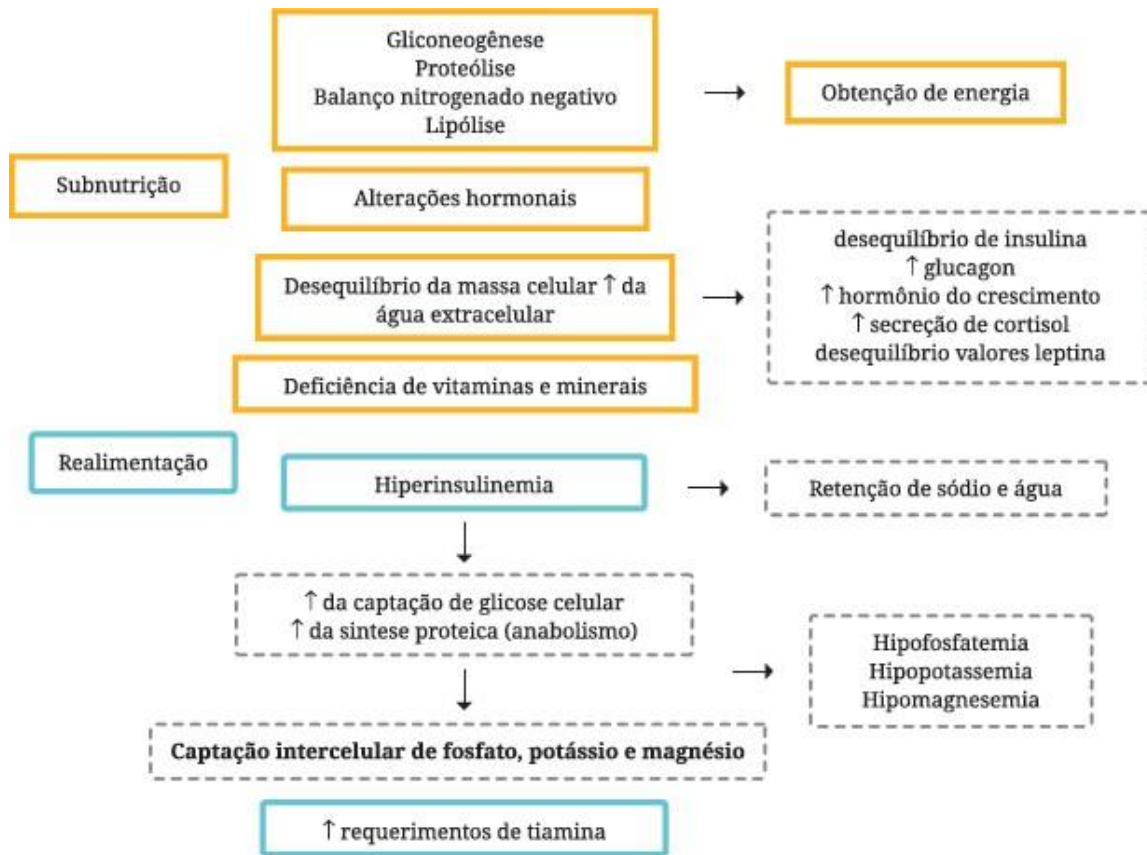 Gliconeogênese
Proteólise
Balanço nitrogenado negativo
Lipólise
→
Obtenção de energia
Subnutrição
Alterações hormonais
Desequilíbrio da massa celular ↑ da
água extracelular
→
desequilíbrio de insulina
↑ glucagon
↑ hormônio do crescimento
↑ secreção de cortisol
desequilíbrio valores leptina
Deficiência de vitaminas e minerais
Realimentação
Hiperinsulinemia
→
Retenção de sódio e água
↓
↑ da captação de glicose celular
↑ da sintese proteica (anabolismo)
→
Hipofosfatemia
Hipopotassemia
Hipomagnesemia
↓
Captação intercelular de fosfato, potássio e magnésio
↑ requerimentos de tiamina